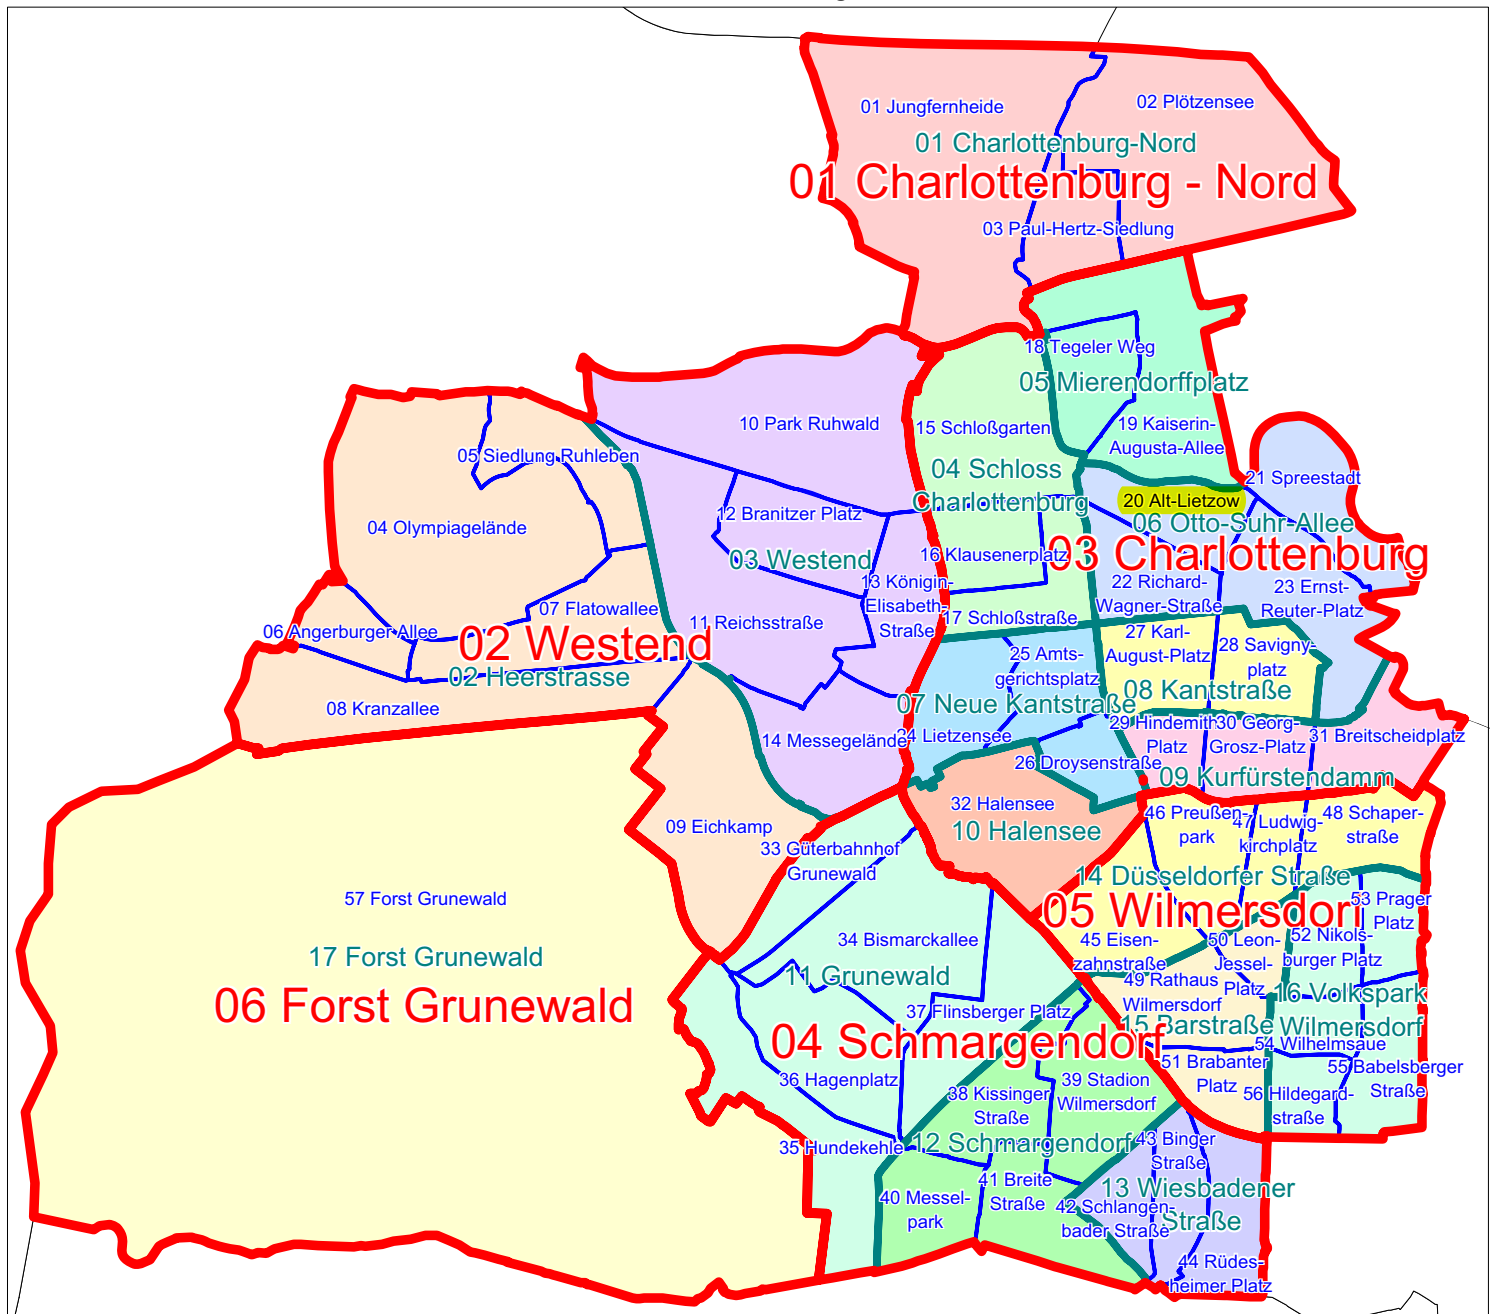 01 Jungfernheide
02 Plötzensee
01 Charlottenburg-Nord
01 Charlottenburg - Nord
03 Paul-Hertz-Siedlung
18 Tegeler Weg
05 Mierendorffplatz
10 Park Ruhwald
15 Schloßgarten
19 Kaiserin-
Augusta-Allee
05 Siedlung Ruhleben
04 Schloss
Charlottenburg
21 Spreestadt
20 Alt-Lietzow
04 Olympiagelände
12 Branitzer Platz
06 Otto-Suhr-Allee
03 Westend
16 Klausenerplatz
03 Charlottenburg
13 Königin-
Elisabeth-
Straße
22 Richard-
Wagner-Straße
23 Ernst-
Reuter-Platz
07 Flatowallee
11 Reichsstraße
17 Schloßstraße
06 Angerburger Allee
02 Westend
27 Karl-
August-Platz
28 Savigny-
platz
25 Amts-
gerichtsplatz
02 Heerstrasse
08 Kantstraße
07 Neue Kantstraße
08 Kranzallee
14 Messegelände
24 Lietzensee
29 Hindemith-
Platz
30 Georg-
Grosz-Platz
31 Breitscheidplatz
26 Droysenstraße
09 Kurfürstendamm
32 Halensee
10 Halensee
46 Preußen-
park
47 Ludwig-
kirchplatz
48 Schaper-
straße
09 Eichkamp
33 Güterbahnhof
Grunewald
14 Düsseldorfer Straße
57 Forst Grunewald
05 Wilmersdorf
53 Prager
Platz
34 Bismarckallee
45 Eisen-
zahnstraße
50 Leon-
Jessel-
Platz
52 Nikols-
burger Platz
17 Forst Grunewald
11 Grunewald
49 Rathaus
Wilmersdorf
16 Volkspark
Wilmersdorf
06 Forst Grunewald
37 Flinsberger Platz
15 Barstraße
04 Schmargendorf
54 Wilhelmsaue
51 Brabanter
Platz
55 Babelsberger
Straße
36 Hagenplatz
38 Kissinger
Straße
39 Stadion
Wilmersdorf
56 Hildegard-
straße
35 Hundekehle
12 Schmargendorf
43 Binger
Straße
40 Messel-
park
41 Breite
Straße
13 Wiesbadener
Straße
42 Schlangen-
bader Straße
44 Rüdes-
heimer Platz